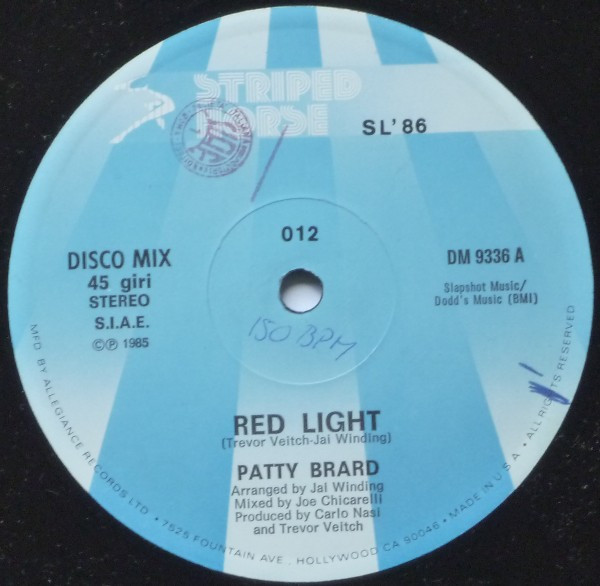 STRIPED
HORSE
SL'86
012
DISCO MIX
45 giri
STEREO
S.I.A.E.
©℗ 1985
DM 9336 A
Slapshot Music/
Dodd's Music (BMI)
150 BPM
RED LIGHT
(Trevor Veitch-Jai Winding)
PATTY BRARD
Arranged by Jai Winding
Mixed by Joe Chicarelli
Produced by Carlo Nasi
and Trevor Veitch
MFD BY ALLEGIANCE RECORDS LTD • 7525 FOUNTAIN AVE., HOLLYWOOD CA 90046 • MADE IN U.S.A. • ALL RIGHTS RESERVED